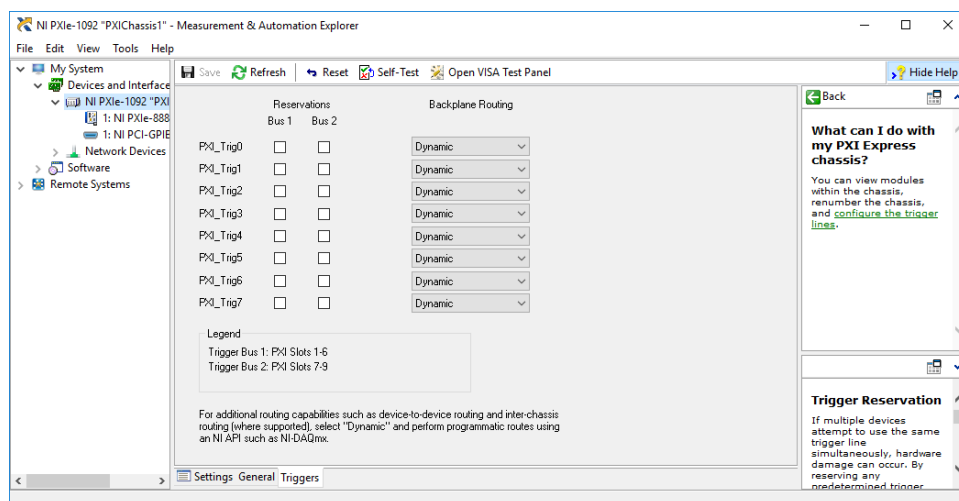 NI PXIe-1092 "PXIChassis1" - Measurement & Automation Explorer
File Edit View Tools Help
My System
Devices and Interface
NI PXIe-1092 "PXI
1: NI PXIe-888
1: NI PCI-GPIB
Network Devices
Software
Remote Systems
Save Refresh Reset Self-Test Open VISA Test Panel Hide Help
Reservations Backplane Routing
Bus 1 Bus 2
PXI_Trig0 Dynamic
PXI_Trig1 Dynamic
PXI_Trig2 Dynamic
PXI_Trig3 Dynamic
PXI_Trig4 Dynamic
PXI_Trig5 Dynamic
PXI_Trig6 Dynamic
PXI_Trig7 Dynamic
Legend
Trigger Bus 1: PXI Slots 1-6
Trigger Bus 2: PXI Slots 7-9
For additional routing capabilities such as device-to-device routing and inter-chassis
routing (where supported), select "Dynamic" and perform programmatic routes using
an NI API such as NI-DAQmx.
Settings General Triggers
Back
What can I do with
my PXI Express
chassis?
You can view modules
within the chassis,
renumber the chassis,
and configure the trigger
lines.
Trigger Reservation
If multiple devices
attempt to use the same
trigger line
simultaneously, hardware
damage can occur. By
reserving any
predetermined trigger